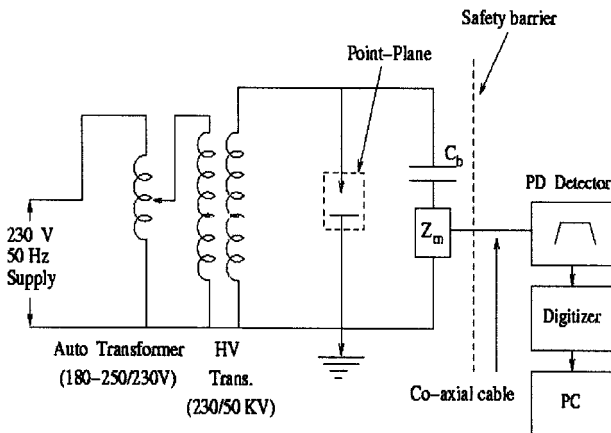 Safety barrier
Point–Plane
C_b
PD Detector
Z_m
230 V
50 Hz
Supply
Digitizer
Auto Transformer
(180–250/230V)
HV
Trans.
(230/50 KV)
Co–axial cable
PC